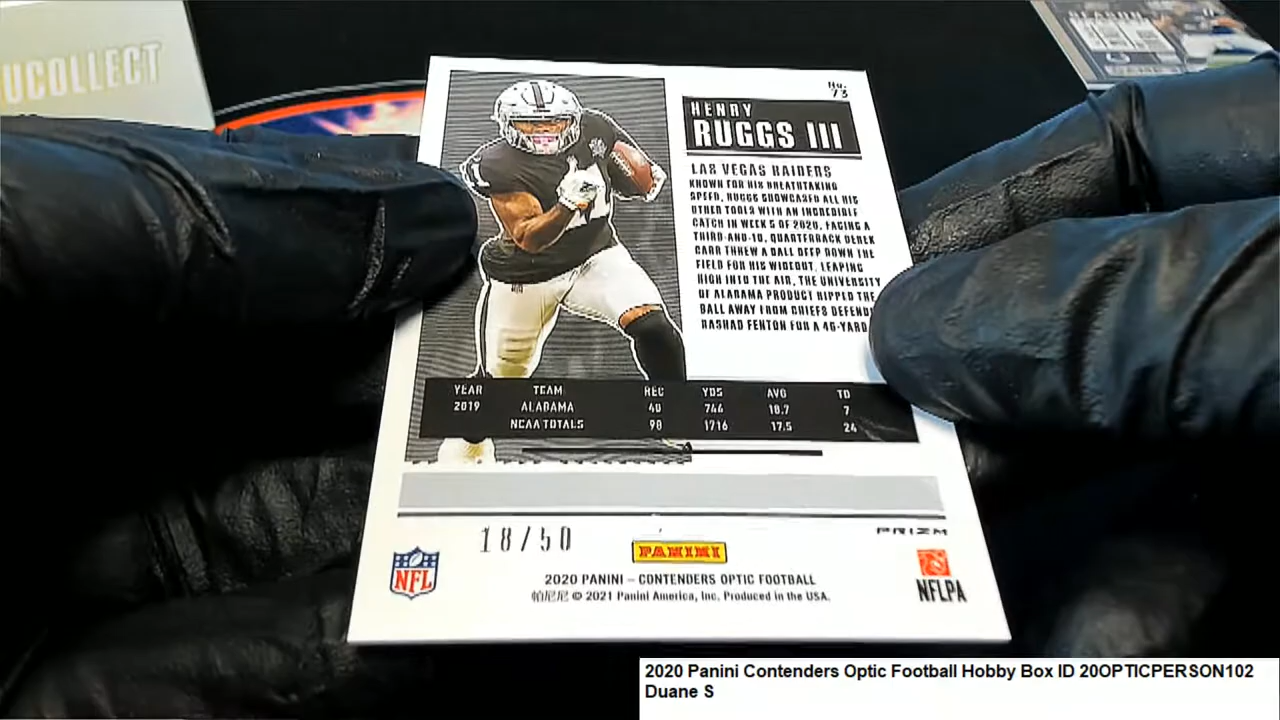 UCOLLECT
SEASON
No.
73
HENRY
RUGGS III
LAS VEGAS RAIDERS
KNOWN FOR HIS BREATHTAKING
SPEED, RUGGS SHOWCASED ALL HIS
OTHER TOOLS WITH AN INCREDIBLE
CATCH IN WEEK 5 OF 2020. FACING A
THIRD-AND-10, QUARTERBACK DEREK
CARR THREW A BALL DEEP DOWN THE
FIELD FOR HIS WIDEOUT. LEAPING
HIGH INTO THE AIR, THE UNIVERSITY
OF ALABAMA PRODUCT RIPPED THE
BALL AWAY FROM CHIEFS DEFEND
RASHAD FENTON FOR A 46-YARD
YEAR TEAM REC YDS AVG TD
2019 ALABAMA 40 746 18.7 7
NCAA TOTALS 98 1716 17.5 24
18/50
PANINI
PRIZM
NFL
NFLPA
2020 PANINI – CONTENDERS OPTIC FOOTBALL
帕尼尼 © 2021 Panini America, Inc. Produced in the USA.
2020 Panini Contenders Optic Football Hobby Box ID 20OPTICPERSON102
Duane S